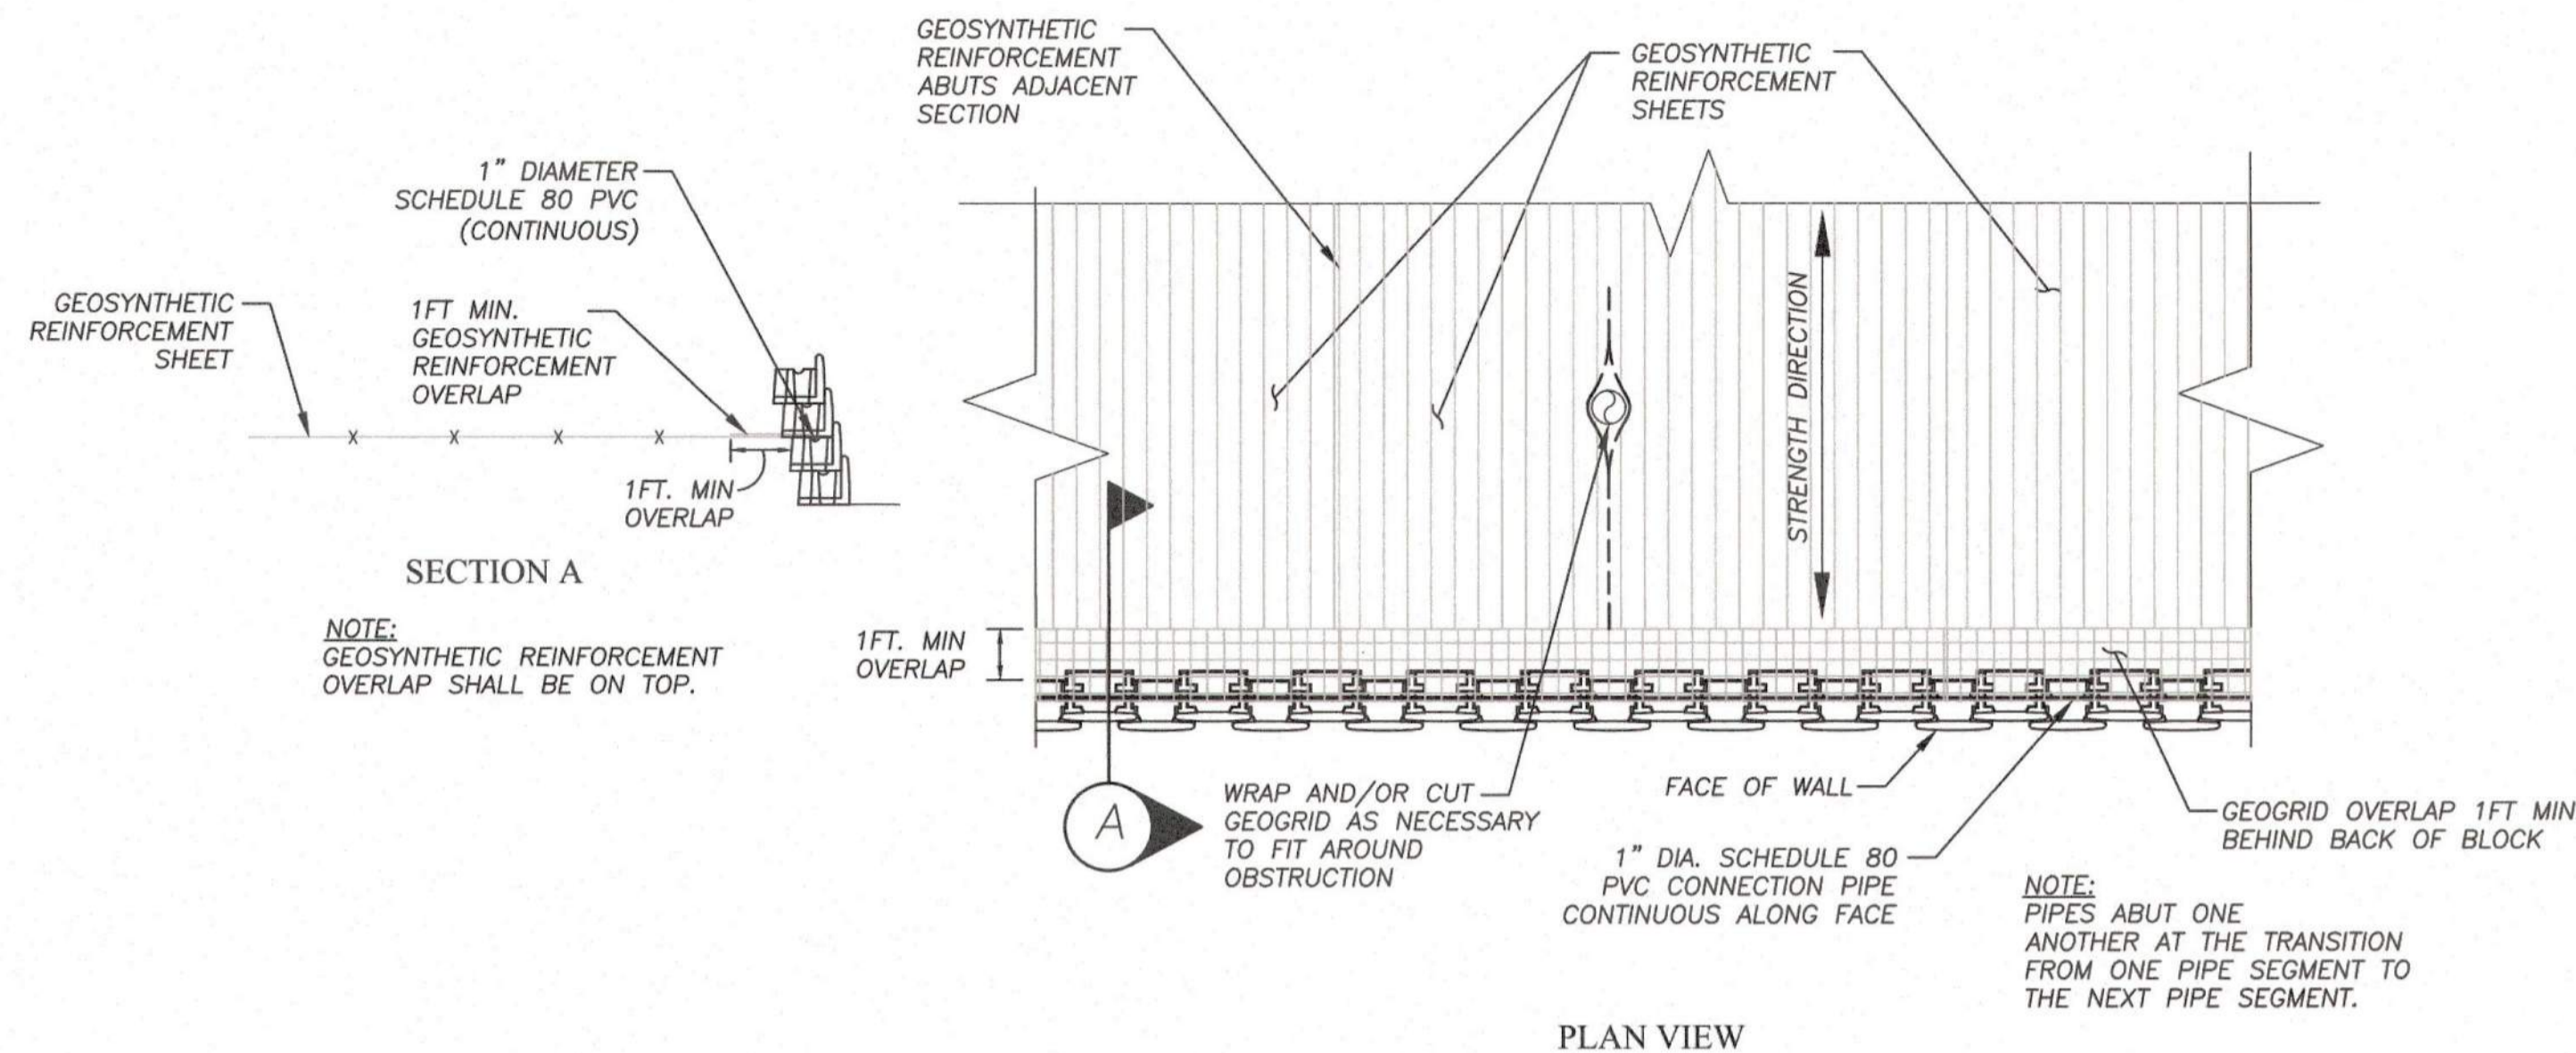 GEOSYNTHETIC
REINFORCEMENT
SHEET
1" DIAMETER
SCHEDULE 80 PVC
(CONTINUOUS)
1FT MIN.
GEOSYNTHETIC
REINFORCEMENT
OVERLAP
X X X X
1FT. MIN
OVERLAP
SECTION A
NOTE:
GEOSYNTHETIC REINFORCEMENT
OVERLAP SHALL BE ON TOP.
GEOSYNTHETIC
REINFORCEMENT
ABUTS ADJACENT
SECTION
GEOSYNTHETIC
REINFORCEMENT
SHEETS
STRENGTH DIRECTION
1FT. MIN
OVERLAP
A
WRAP AND/OR CUT
GEOGRID AS NECESSARY
TO FIT AROUND
OBSTRUCTION
FACE OF WALL
1" DIA. SCHEDULE 80
PVC CONNECTION PIPE
CONTINUOUS ALONG FACE
GEOGRID OVERLAP 1FT MIN
BEHIND BACK OF BLOCK
NOTE:
PIPES ABUT ONE
ANOTHER AT THE TRANSITION
FROM ONE PIPE SEGMENT TO
THE NEXT PIPE SEGMENT.
PLAN VIEW